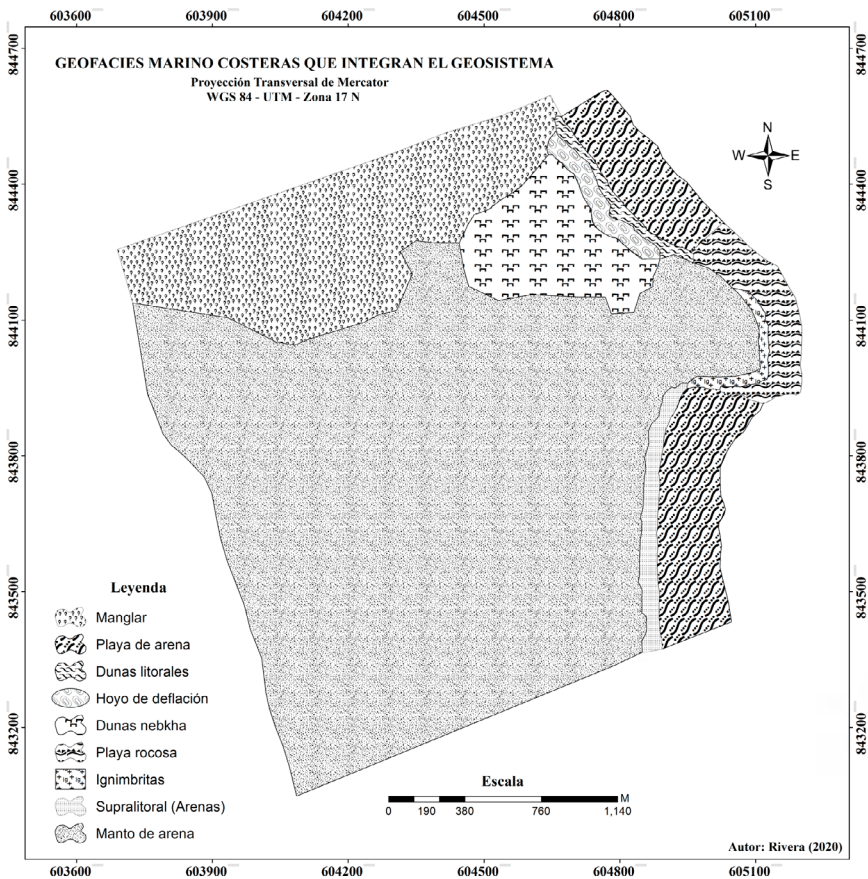 603600 603900 604200 604500 604800 605100
844700 844700
GEOFACIES MARINO COSTERAS QUE INTEGRAN EL GEOSISTEMA
Proyección Transversal de Mercator
WGS 84 - UTM - Zona 17 N
N
W E
S
844400 844400
844100 844100
843800 843800
843500 843500
843200 843200
Leyenda
Manglar
Playa de arena
Dunas litorales
Hoyo de deflación
Dunas nebkha
Playa rocosa
Ignimbritas
Supralitoral (Arenas)
Manto de arena
Escala
M
0 190 380 760 1,140
Autor: Rivera (2020)
603600 603900 604200 604500 604800 605100